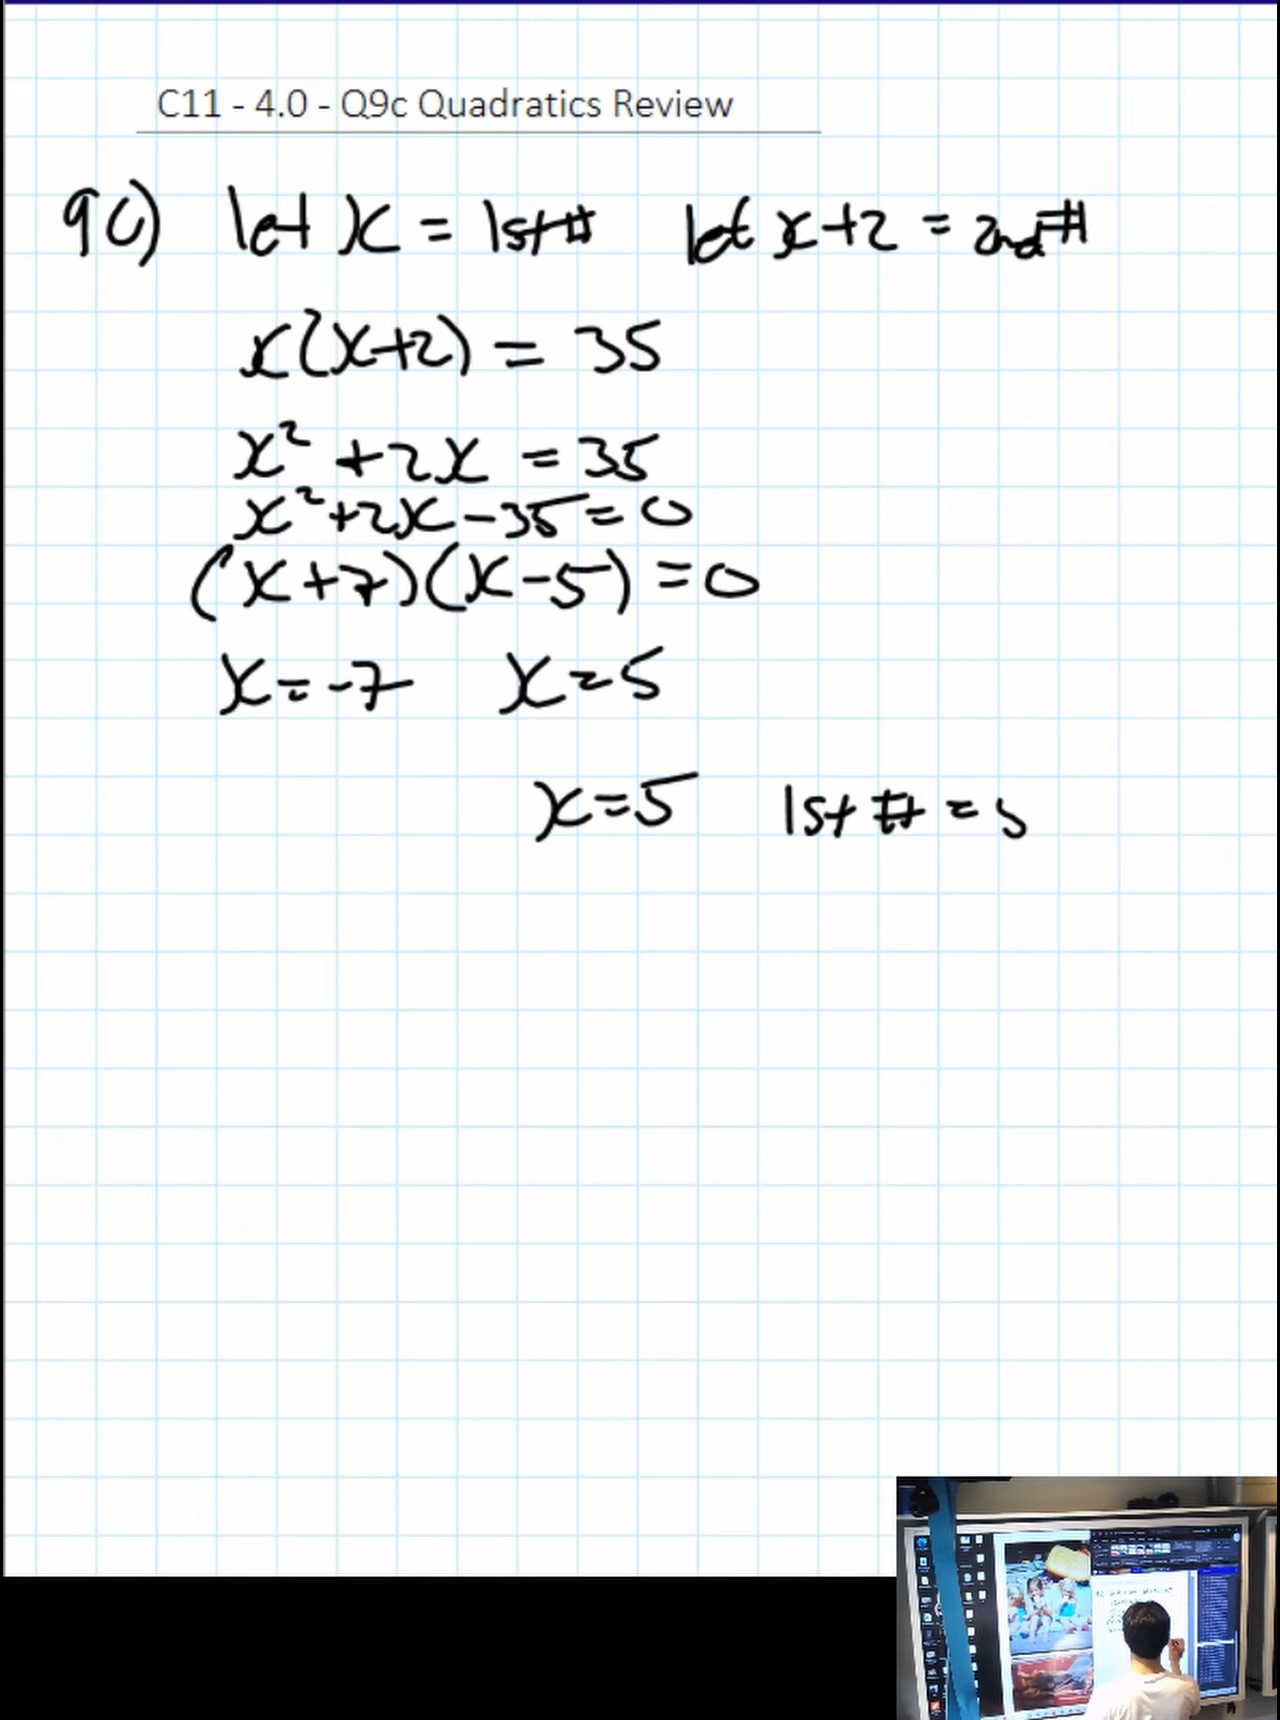 C11 - 4.0 - Q9c Quadratics Review
9c) let x = 1st # let x+2 = 2nd #
x(x+2) = 35
x² + 2x = 35
x² + 2x - 35 = 0
(x+7)(x-5) = 0
x = -7 x = 5
x = 5 1st # = 5